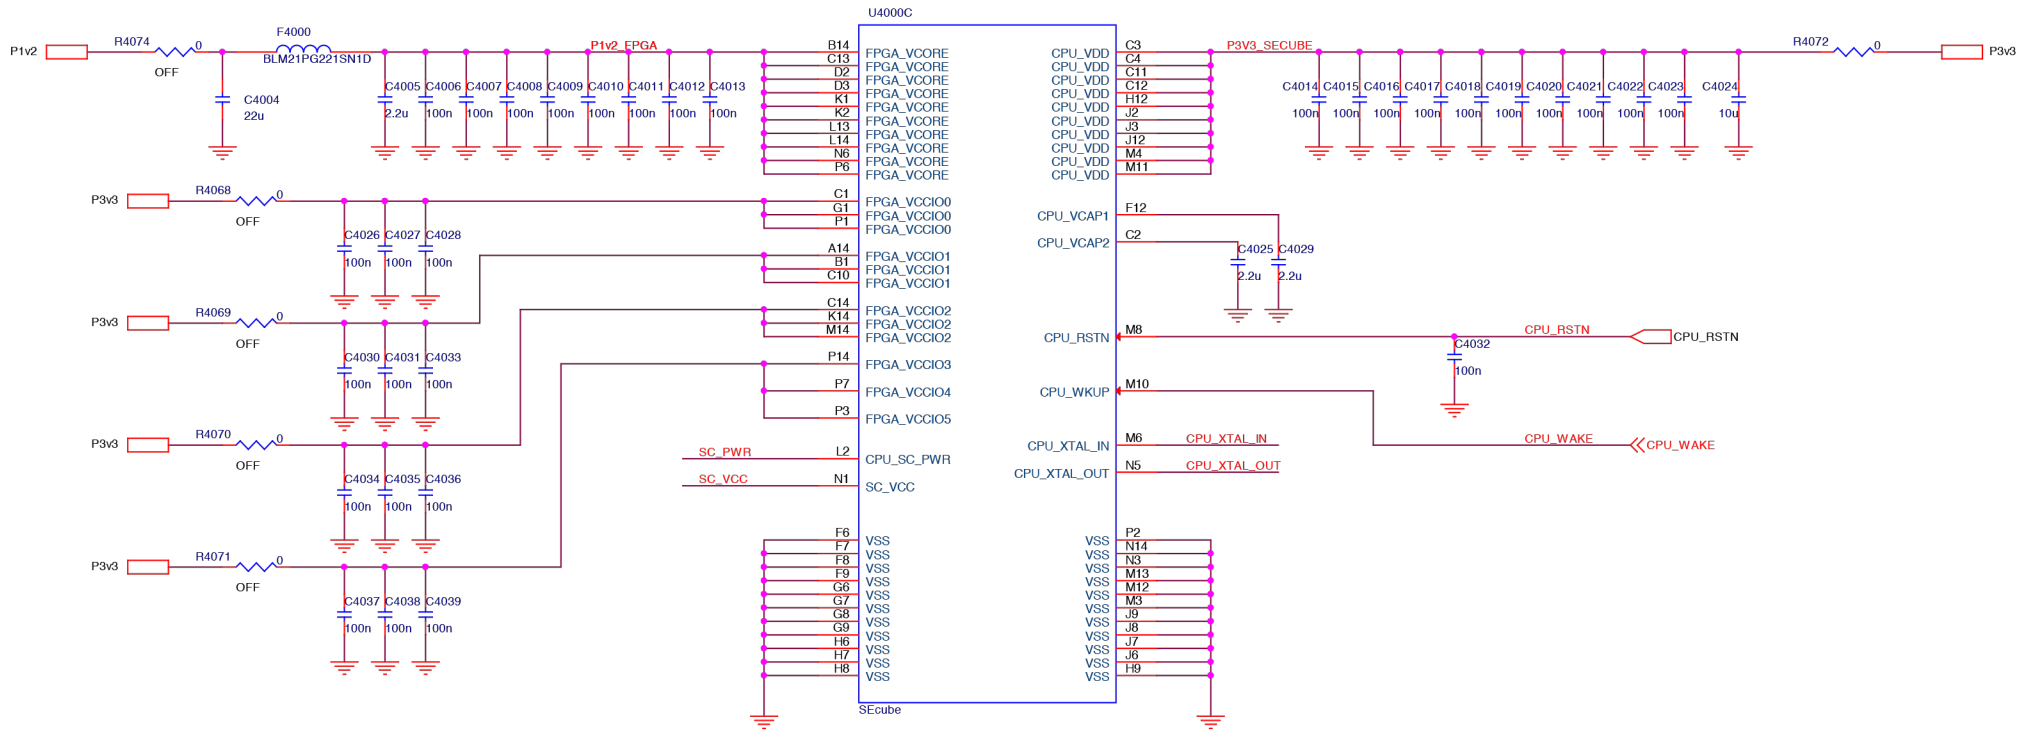 U4000C
P1v2
R4074
0
OFF
F4000
BLM21PG221SN1D
P1v2_FPGA
C4004
22u
C4005
2.2u
C4006
100n
C4007
100n
C4008
100n
C4009
100n
C4010
100n
C4011
100n
C4012
100n
C4013
100n
B14 FPGA_VCORE
C13 FPGA_VCORE
D2 FPGA_VCORE
D3 FPGA_VCORE
K1 FPGA_VCORE
K2 FPGA_VCORE
L13 FPGA_VCORE
L14 FPGA_VCORE
N6 FPGA_VCORE
P6 FPGA_VCORE
CPU_VDD C3
CPU_VDD C4
CPU_VDD C11
CPU_VDD C12
CPU_VDD H12
CPU_VDD J2
CPU_VDD J3
CPU_VDD J12
CPU_VDD M4
CPU_VDD M11
P3V3_SECUBE
R4072
0
P3v3
C4014
100n
C4015
100n
C4016
100n
C4017
100n
C4018
100n
C4019
100n
C4020
100n
C4021
100n
C4022
100n
C4023
100n
C4024
10u
P3v3
R4068
0
OFF
C4026
100n
C4027
100n
C4028
100n
C1 FPGA_VCCIO0
G1 FPGA_VCCIO0
P1 FPGA_VCCIO0
A14 FPGA_VCCIO1
B1 FPGA_VCCIO1
C10 FPGA_VCCIO1
C14 FPGA_VCCIO2
K14 FPGA_VCCIO2
M14 FPGA_VCCIO2
P14 FPGA_VCCIO3
P7 FPGA_VCCIO4
P3 FPGA_VCCIO5
SC_PWR L2 CPU_SC_PWR
SC_VCC N1 SC_VCC
CPU_VCAP1 F12
CPU_VCAP2 C2
C4025
2.2u
C4029
2.2u
CPU_RSTN M8 CPU_RSTN CPU_RSTN
C4032
100n
CPU_WKUP M10 CPU_WAKE CPU_WAKE
CPU_XTAL_IN M6 CPU_XTAL_IN
CPU_XTAL_OUT N5 CPU_XTAL_OUT
P3v3
R4069
0
OFF
C4030
100n
C4031
100n
C4033
100n
P3v3
R4070
0
OFF
C4034
100n
C4035
100n
C4036
100n
P3v3
R4071
0
OFF
C4037
100n
C4038
100n
C4039
100n
F6 VSS
F7 VSS
F8 VSS
F9 VSS
G6 VSS
G7 VSS
G8 VSS
G9 VSS
H6 VSS
H7 VSS
H8 VSS
VSS P2
VSS N14
VSS N3
VSS M13
VSS M12
VSS M3
VSS J9
VSS J8
VSS J7
VSS J6
VSS H9
SEcube